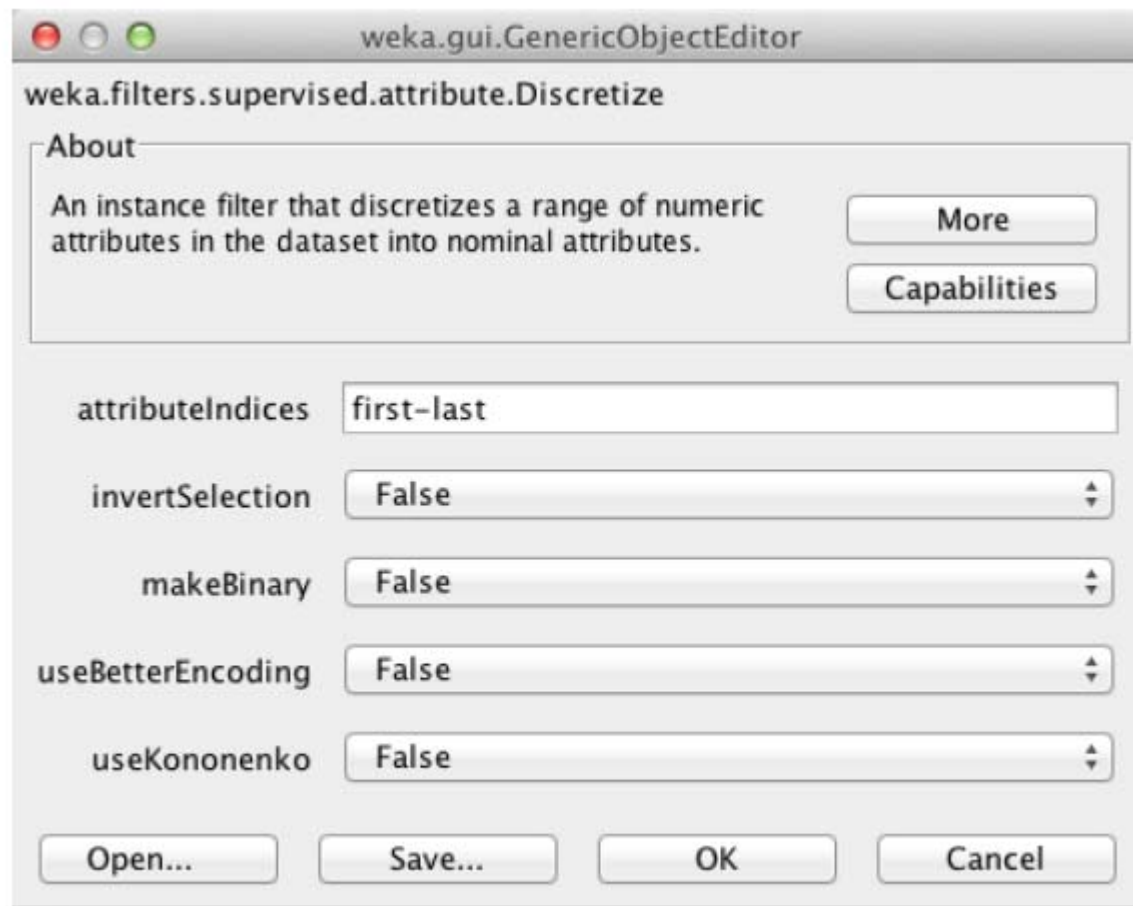 weka.gui.GenericObjectEditor
weka.filters.supervised.attribute.Discretize
About
An instance filter that discretizes a range of numeric
attributes in the dataset into nominal attributes.
More
Capabilities
attributeIndices first-last
invertSelection False
makeBinary False
useBetterEncoding False
useKononenko False
Open... Save... OK Cancel